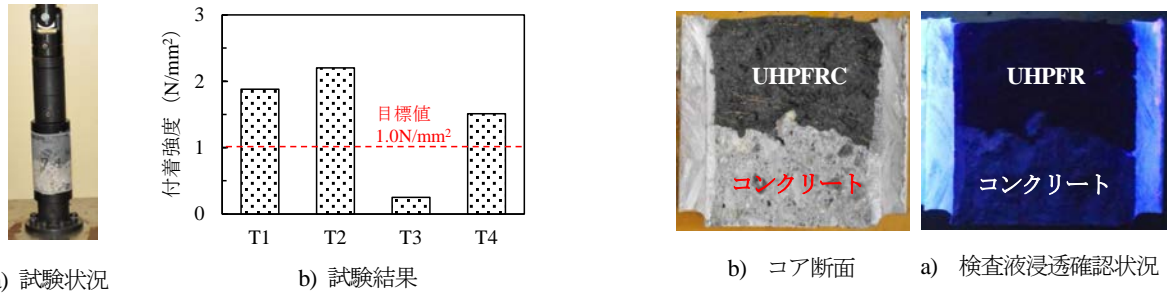 付着強度（N/mm²）
3
2
1
0
目標値
1.0N/mm²
T1 T2 T3 T4
) 試験状況
b) 試験結果
UHPFRC
コンクリート
UHPFR
コンクリート
b) コア断面
a) 検査液浸透確認状況